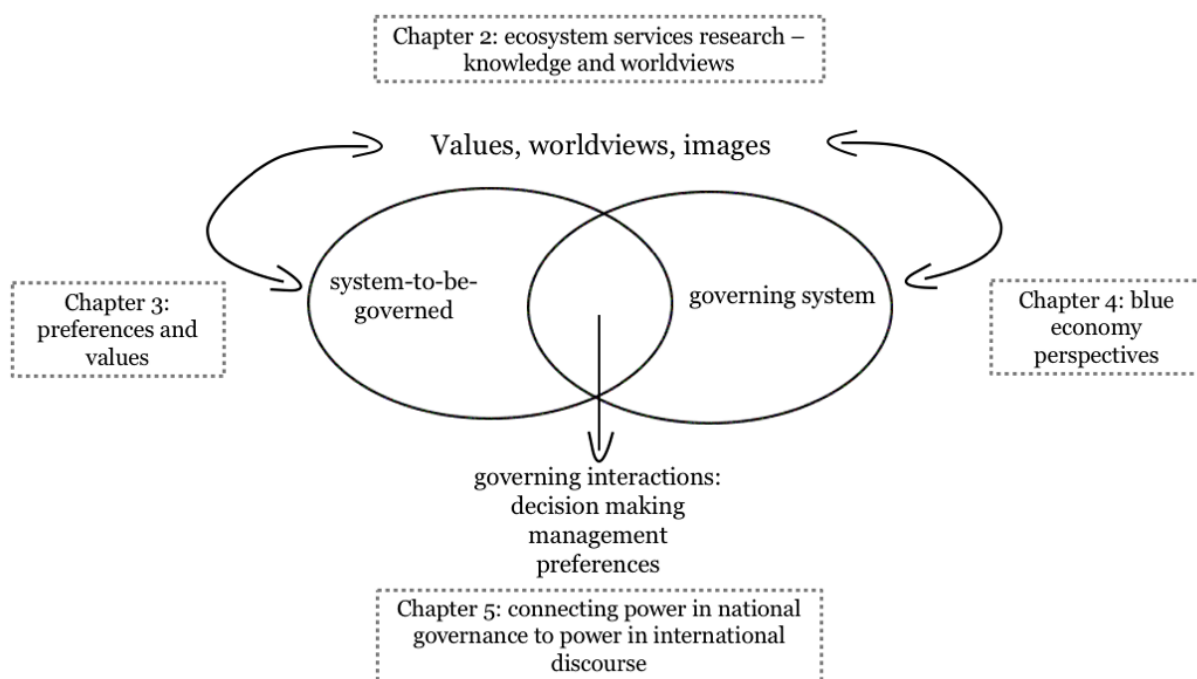 Chapter 2: ecosystem services research –
knowledge and worldviews
Values, worldviews, images
system-to-be-
governed
governing system
Chapter 3:
preferences and
values
Chapter 4: blue
economy
perspectives
governing interactions:
decision making
management
preferences
Chapter 5: connecting power in national
governance to power in international
discourse